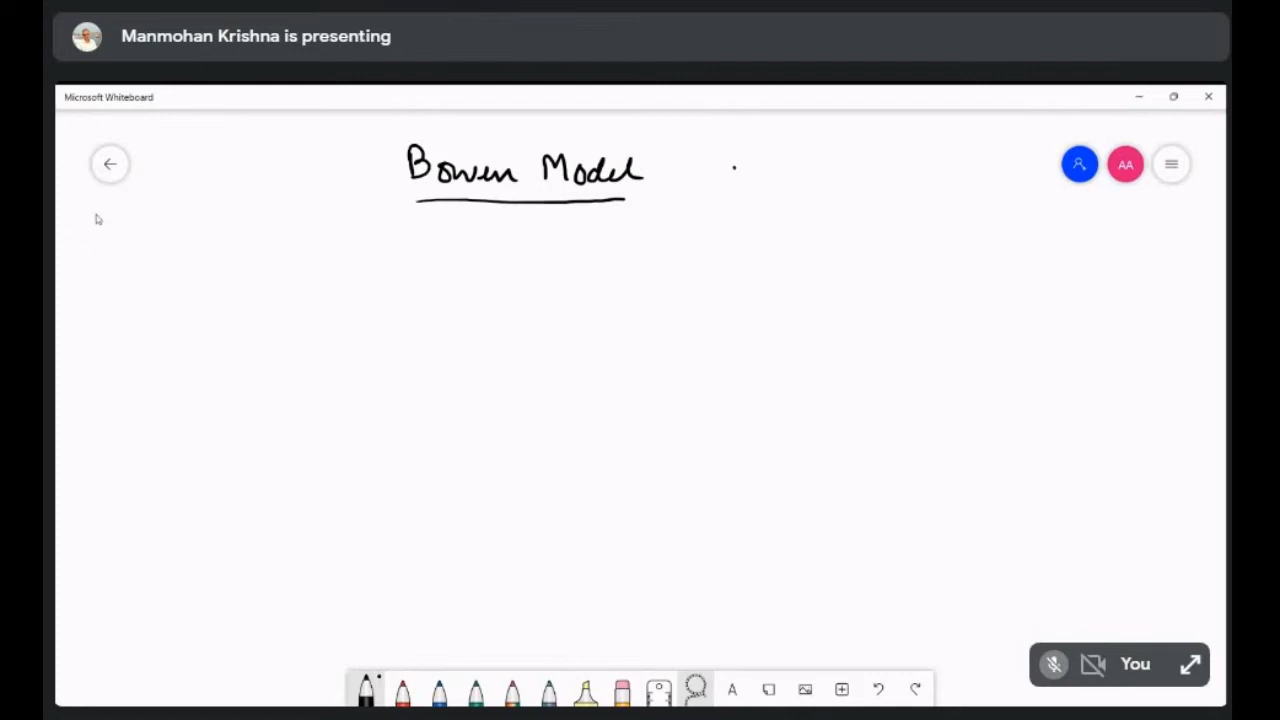 Manmohan Krishna is presenting
Microsoft Whiteboard
Bowen Model
AA
A
You